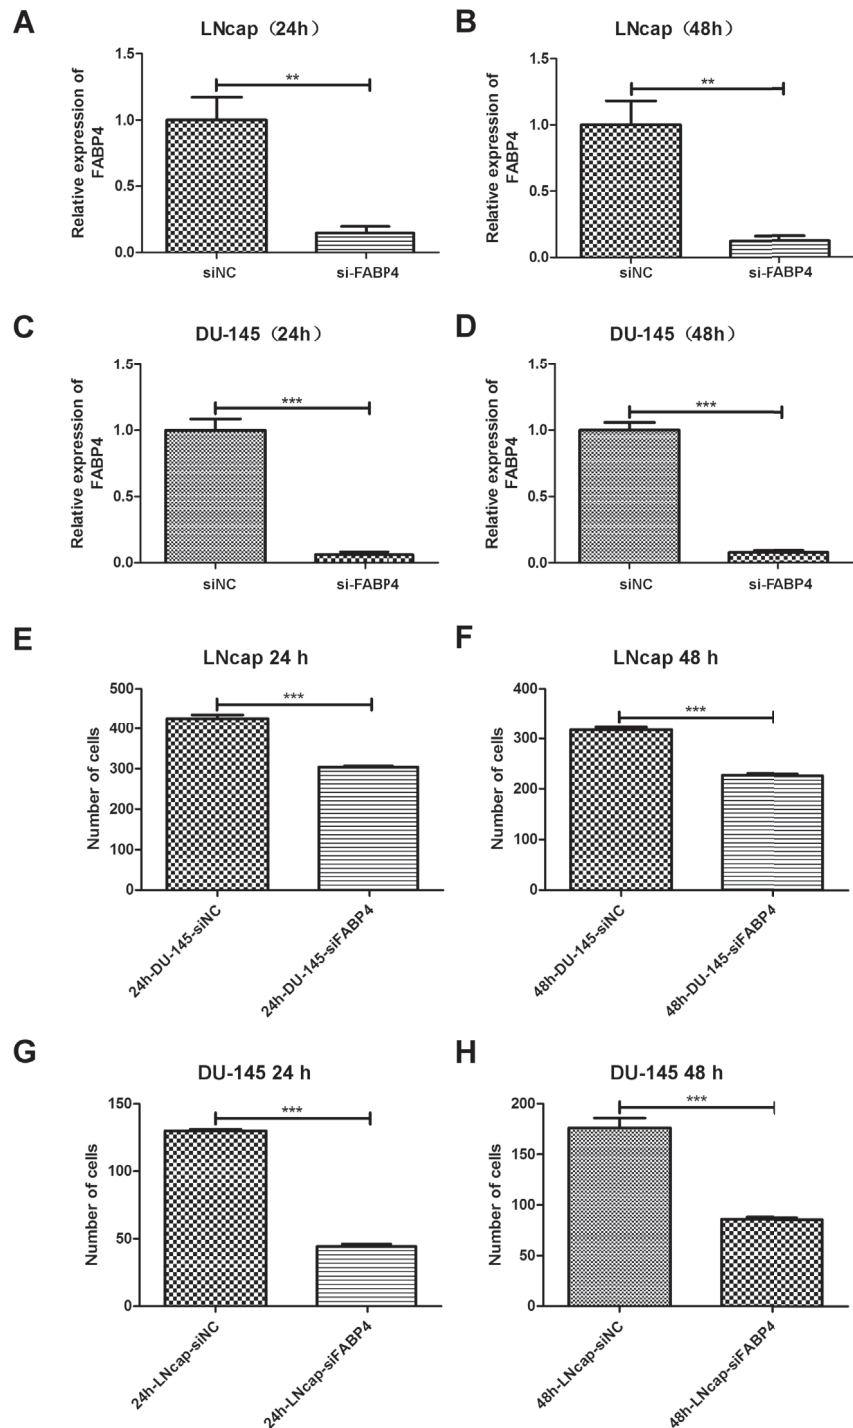 A
LNcap (24h)
Relative expression of
FABP4
1.5
1.0
0.5
0.0
**
siNC
si-FABP4
B
LNcap (48h)
Relative expression of
FABP4
1.5
1.0
0.5
0.0
**
siNC
si-FABP4
C
DU-145 (24h)
Relative expression of
FABP4
1.5
1.0
0.5
0.0
***
siNC
si-FABP4
D
DU-145 (48h)
Relative expression of
FABP4
1.5
1.0
0.5
0.0
***
siNC
si-FABP4
E
LNcap 24 h
Number of cells
500
400
300
200
100
0
***
24h-DU-145-siNC
24h-DU-145-siFABP4
F
LNcap 48 h
Number of cells
400
300
200
100
0
***
48h-DU-145-siNC
48h-DU-145-siFABP4
G
DU-145 24 h
Number of cells
150
100
50
0
***
24h-LNcap-siNC
24h-LNcap-siFABP4
H
DU-145 48 h
Number of cells
200
150
100
50
0
***
48h-LNcap-siNC
48h-LNcap-siFABP4